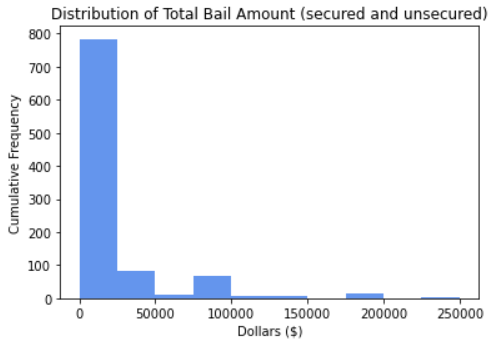 Distribution of Total Bail Amount (secured and unsecured)
800
700
600
500
400
300
200
100
0
Cumulative Frequency
0 50000 100000 150000 200000 250000
Dollars ($)